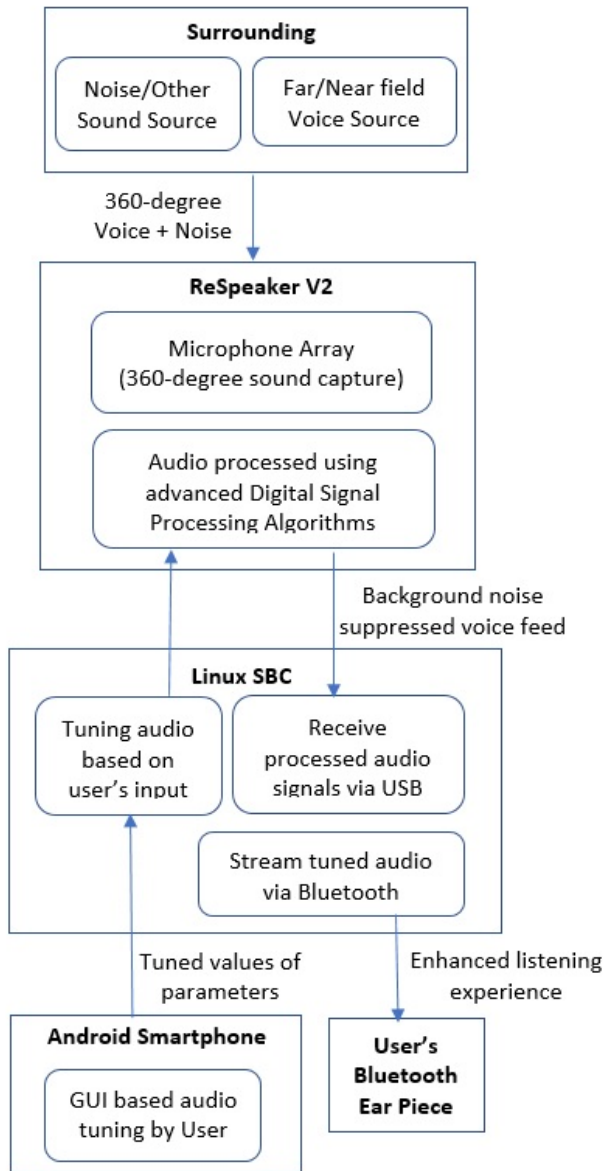 Surrounding
Noise/Other
Sound Source
Far/Near field
Voice Source
360-degree
Voice + Noise
ReSpeaker V2
Microphone Array
(360-degree sound capture)
Audio processed using
advanced Digital Signal
Processing Algorithms
Background noise
suppressed voice feed
Linux SBC
Tuning audio
based on
user’s input
Receive
processed audio
signals via USB
Stream tuned audio
via Bluetooth
Tuned values of
parameters
Enhanced listening
experience
Android Smartphone
GUI based audio
tuning by User
User’s
Bluetooth
Ear Piece